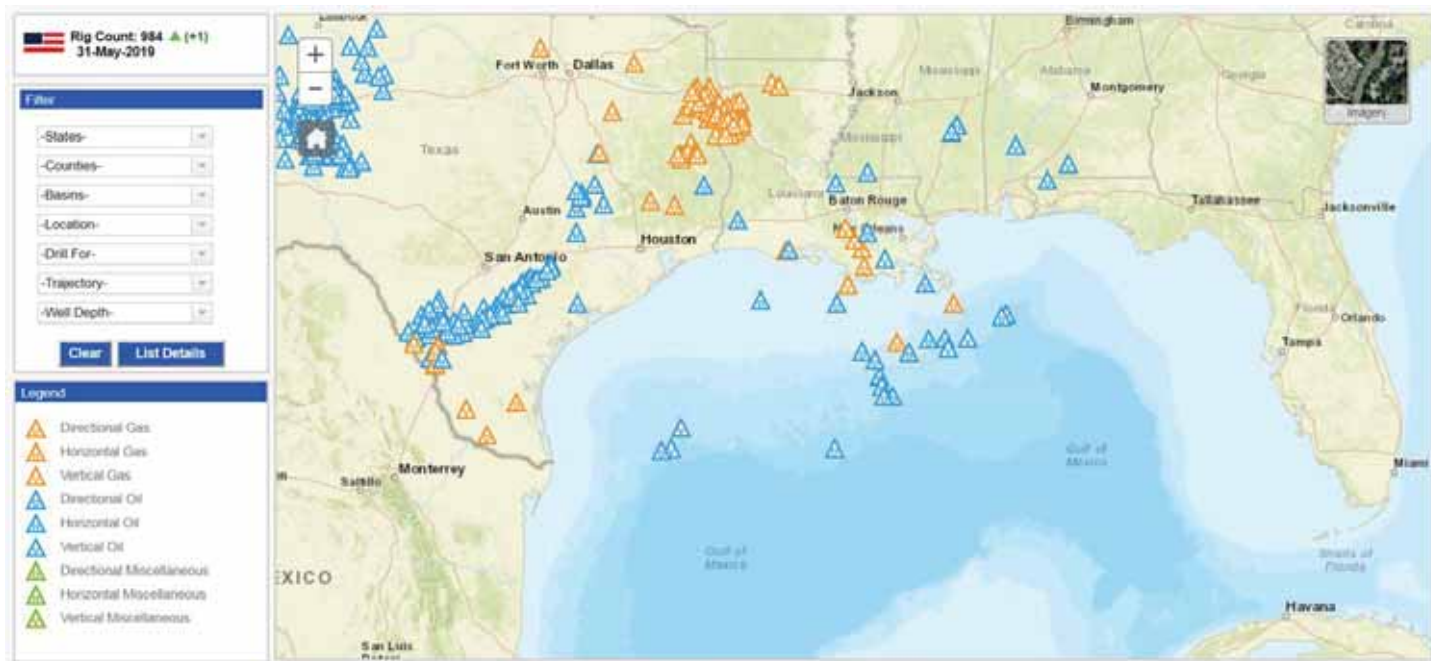 Rig Count: 984 ▲ (+1)
31-May-2019
Filter
-States-
-Counties-
-Basins-
-Location-
-Drill For-
-Trajectory-
-Well Depth-
Clear
List Details
Legend
Directional Gas
Horizontal Gas
Vertical Gas
Directional Oil
Horizontal Oil
Vertical Oil
Directional Miscellaneous
Horizontal Miscellaneous
Vertical Miscellaneous
+
−
Imagery
Birmingham
Carolina
Fort Worth
Dallas
Mississippi
Alabama
Georgia
Jackson
Montgomery
Texas
Mississippi
Louisiana
Austin
Baton Rouge
Tallahassee
Jacksonville
Houston
San Antonio
Florida
Orlando
Tampa
Gulf of
Mexico
Miami
Monterrey
Saltillo
Gulf of
Mexico
Straits of
Florida
EXICO
Havana
San Luis